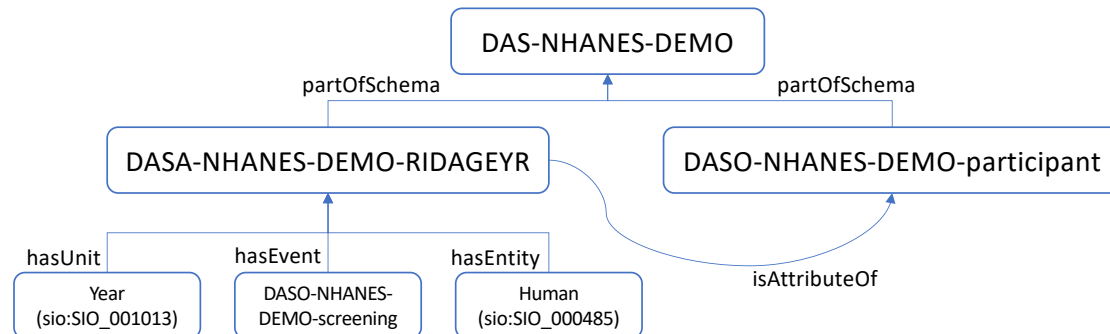 DAS-NHANES-DEMO
partOfSchema
partOfSchema
DASA-NHANES-DEMO-RIDAGEYR
DASO-NHANES-DEMO-participant
hasUnit
hasEvent
hasEntity
isAttributeOf
Year
(sio:SIO_001013)
DASO-NHANES-
DEMO-screening
Human
(sio:SIO_000485)